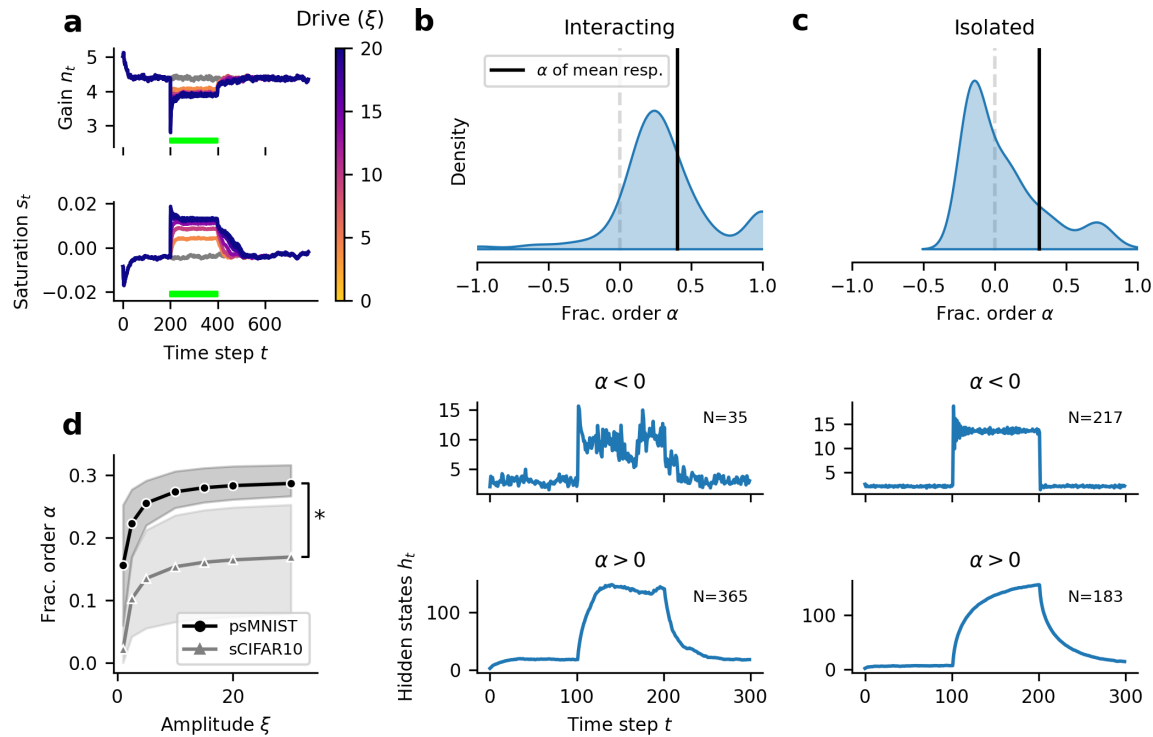 a
Drive (ξ)
Gain n_t
5
4
3
Saturation s_t
0.02
0.00
−0.02
0
200
400
600
Time step t
20
15
10
5
0
b
Interacting
α of mean resp.
Density
−1.0
−0.5
0.0
0.5
1.0
Frac. order α
c
Isolated
−1.0
−0.5
0.0
0.5
1.0
Frac. order α
α < 0
N=35
15
10
5
α < 0
N=217
15
10
5
Hidden states h_t
α > 0
N=365
100
0
0
100
200
300
Time step t
α > 0
N=183
100
0
0
100
200
300
d
Frac. order α
0.3
0.2
0.1
0.0
*
psMNIST
sCIFAR10
0
20
Amplitude ξ